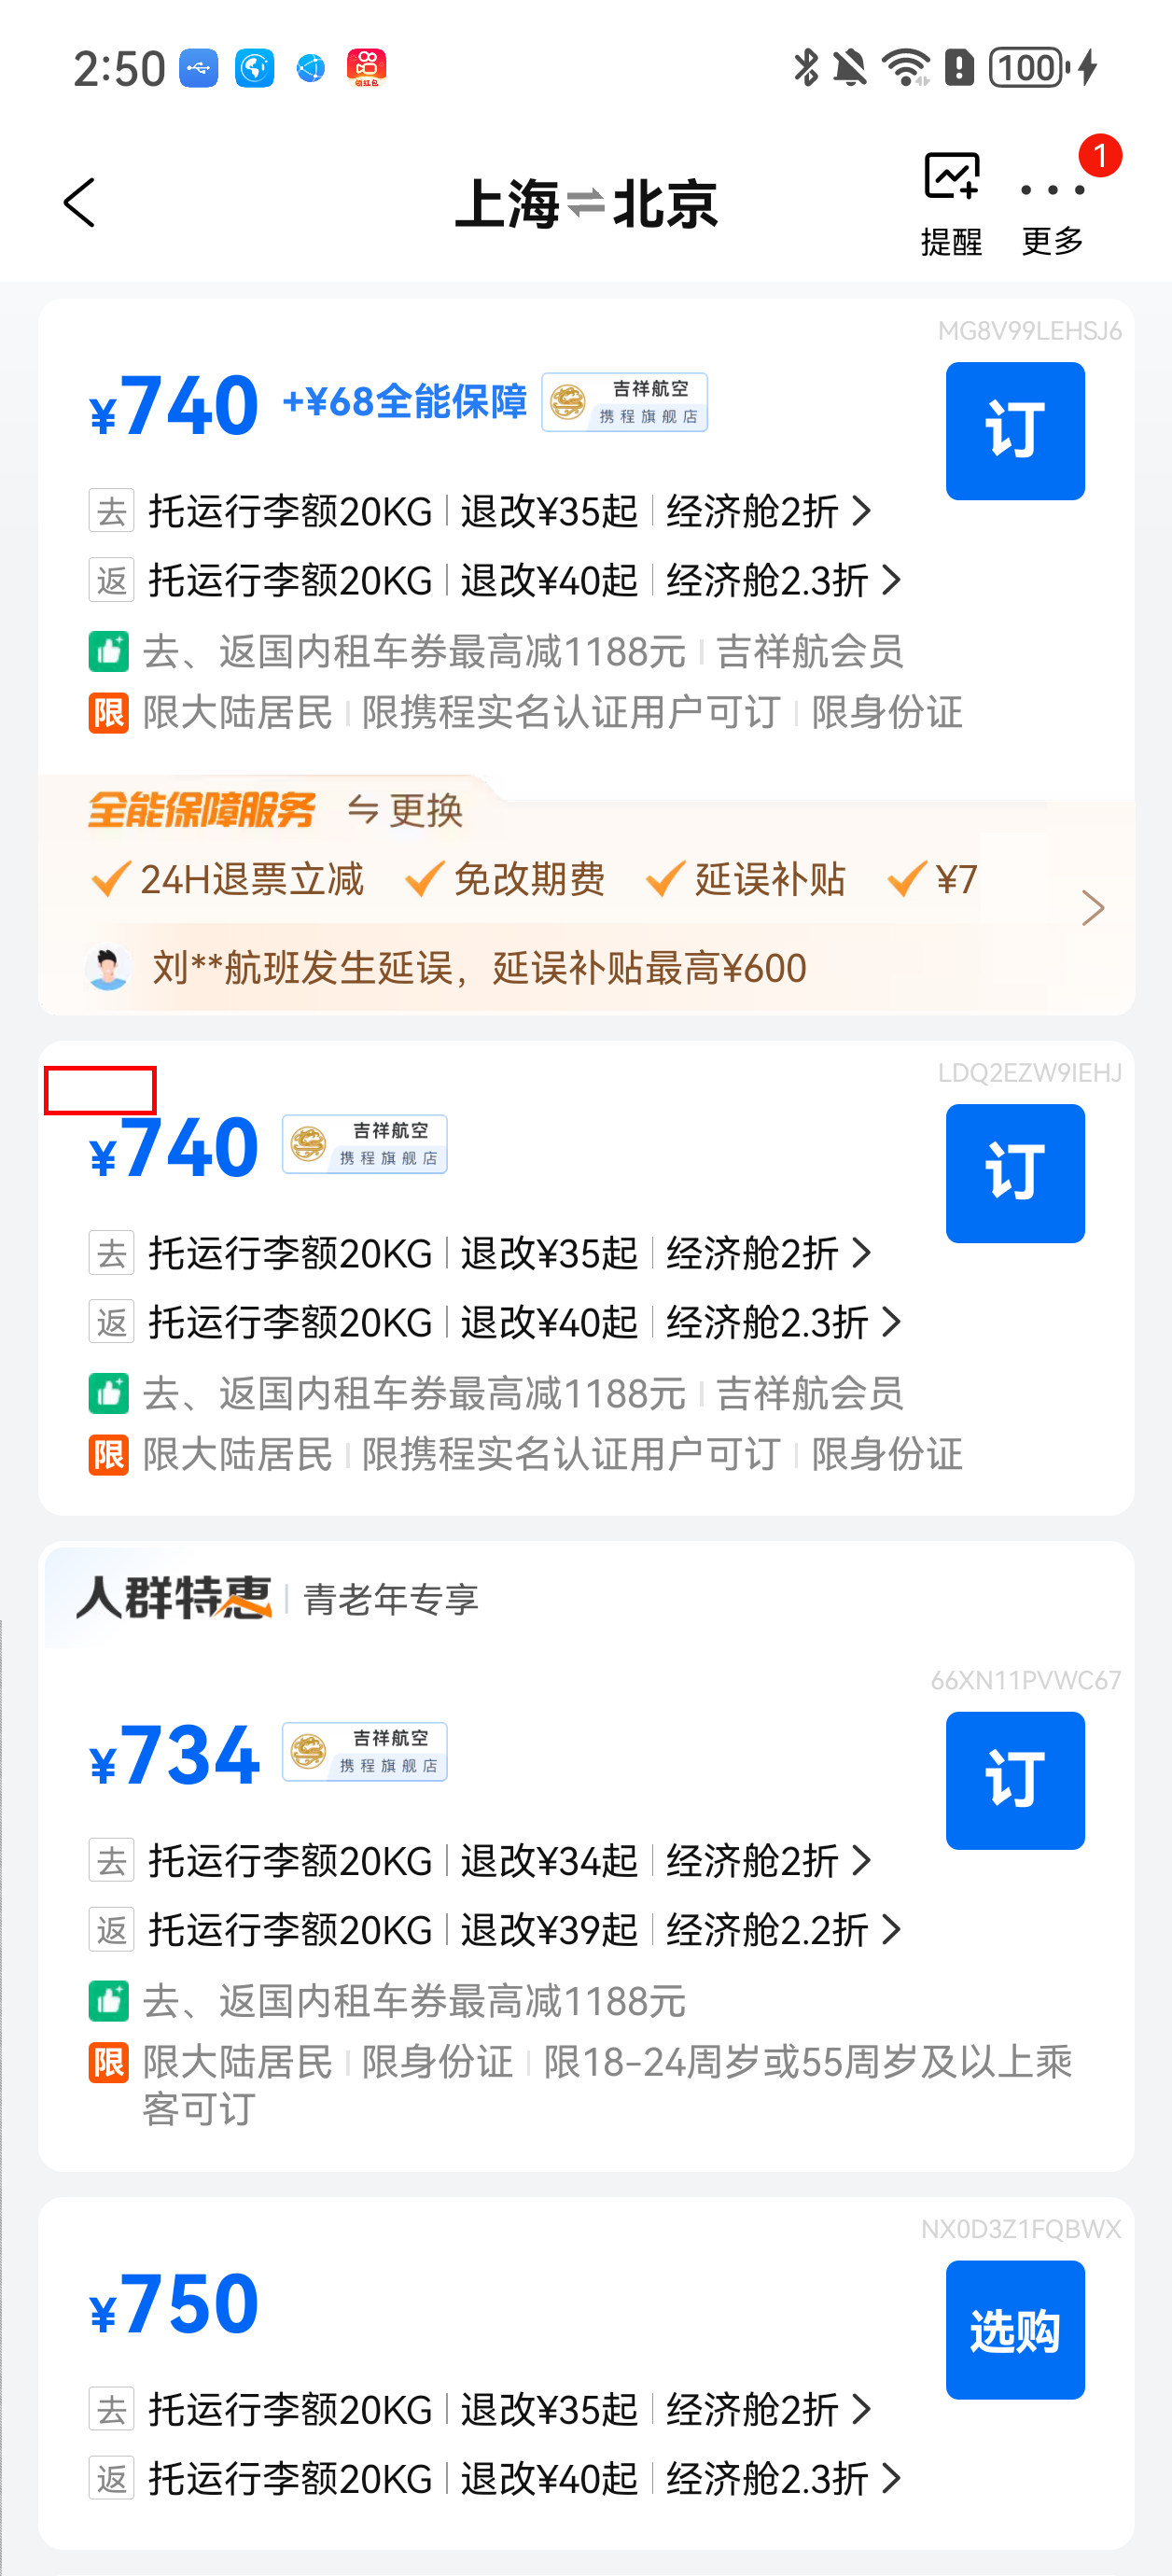 2:50
100
上海⇌北京
1
提醒 更多
MG8V99LEHSJ6
¥740 +¥68全能保障 吉祥航空 携程旗舰店
订
去 托运行李额20KG 退改¥35起 经济舱2折
返 托运行李额20KG 退改¥40起 经济舱2.3折
去、返国内租车券最高减1188元 吉祥航会员
限 限大陆居民 限携程实名认证用户可订 限身份证
全能保障服务 ⇋更换
24H退票立减 免改期费 延误补贴 ¥7
刘**航班发生延误，延误补贴最高¥600
LDQ2EZW9IEHJ
¥740 吉祥航空 携程旗舰店
订
去 托运行李额20KG 退改¥35起 经济舱2折
返 托运行李额20KG 退改¥40起 经济舱2.3折
去、返国内租车券最高减1188元 吉祥航会员
限 限大陆居民 限携程实名认证用户可订 限身份证
人群特惠 青老年专享
66XN11PVWC67
¥734 吉祥航空 携程旗舰店
订
去 托运行李额20KG 退改¥34起 经济舱2折
返 托运行李额20KG 退改¥39起 经济舱2.2折
去、返国内租车券最高减1188元
限 限大陆居民 限身份证 限18-24周岁或55周岁及以上乘
客可订
NX0D3Z1FQBWX
¥750
选购
去 托运行李额20KG 退改¥35起 经济舱2折
返 托运行李额20KG 退改¥40起 经济舱2.3折